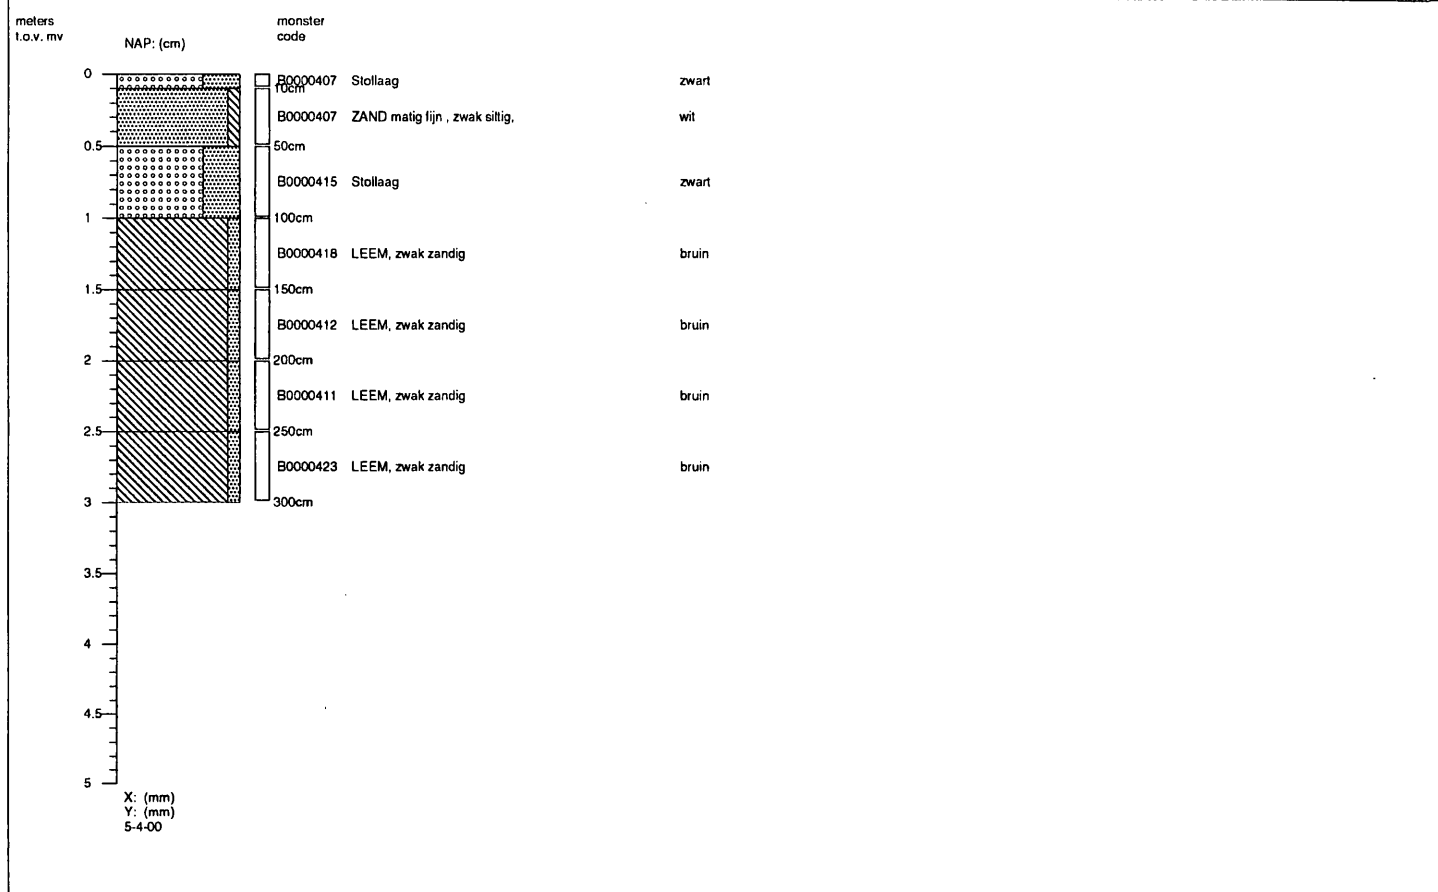 meters
t.o.v. mv
NAP: (cm)
monster
code
0
B0000407 Stollaag zwart
10cm
B0000407 ZAND matig fijn , zwak siltig, wit
0.5
50cm
B0000415 Stollaag zwart
1
100cm
B0000418 LEEM, zwak zandig bruin
1.5
150cm
B0000412 LEEM, zwak zandig bruin
2
200cm
B0000411 LEEM, zwak zandig bruin
2.5
250cm
B0000423 LEEM, zwak zandig bruin
3
300cm
3.5
4
4.5
5
X: (mm)
Y: (mm)
5-4-00